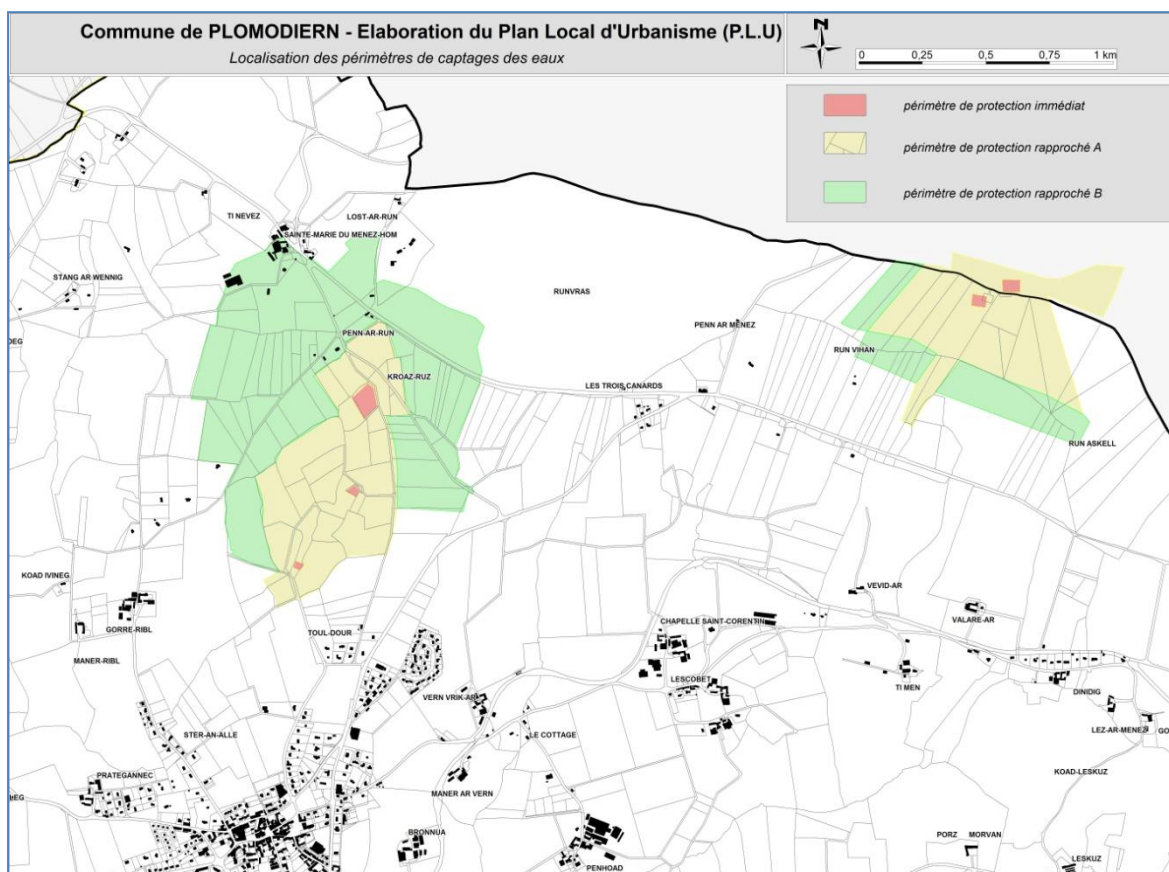 Commune de PLOMODIERN - Elaboration du Plan Local d'Urbanisme (P.L.U)
Localisation des périmètres de captages des eaux
N
0 0,25 0,5 0,75 1 km
périmètre de protection immédiat
périmètre de protection rapproché A
périmètre de protection rapproché B
TI NEVEZ
LOST-AR-RUN
SAINTE-MARIE DU MENEZ-HOM
STANG AR WENNIG
RUNVRAS
PENN AR MENEZ
PENN-AR-RUN
DEG
RUN VIHAN
KROAZ-RUZ
LES TROIS CANARDS
RUN ASKELL
KOAD IVINEG
VEVID-AR
GORRE-RIBL
CHAPELLE SAINT-CORENTIN
VALARE-AR
TOUL-DOUR
MANER-RIBL
LESCOBET
TI MEN
DINIDIG
VERN VRIK-AR
STER-AN-ALLE
LE COTTAGE
LEZ-AR-MENEZ
GO
KOAD-LESKUZ
PRATEGANNEC
MANER AR VERN
BRONNUA
PORZ MORVAN
LESKUZ
PENHOAD